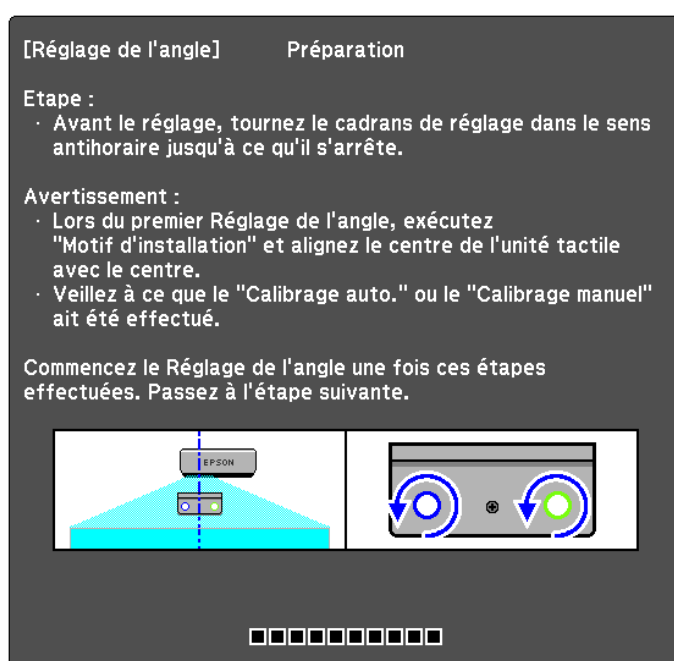 [Réglage de l'angle] Préparation
Etape :
· Avant le réglage, tournez le cadrans de réglage dans le sens
antihoraire jusqu'à ce qu'il s'arrête.
Avertissement :
· Lors du premier Réglage de l'angle, exécutez
"Motif d'installation" et alignez le centre de l'unité tactile
avec le centre.
· Veillez à ce que le "Calibrage auto." ou le "Calibrage manuel"
ait été effectué.
Commencez le Réglage de l'angle une fois ces étapes
effectuées. Passez à l'étape suivante.
EPSON